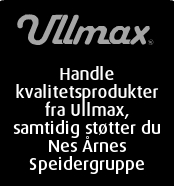 Ullmax®
Handle
kvalitetsprodukter
fra Ullmax,
samtidig støtter du
Nes Årnes
Speidergruppe